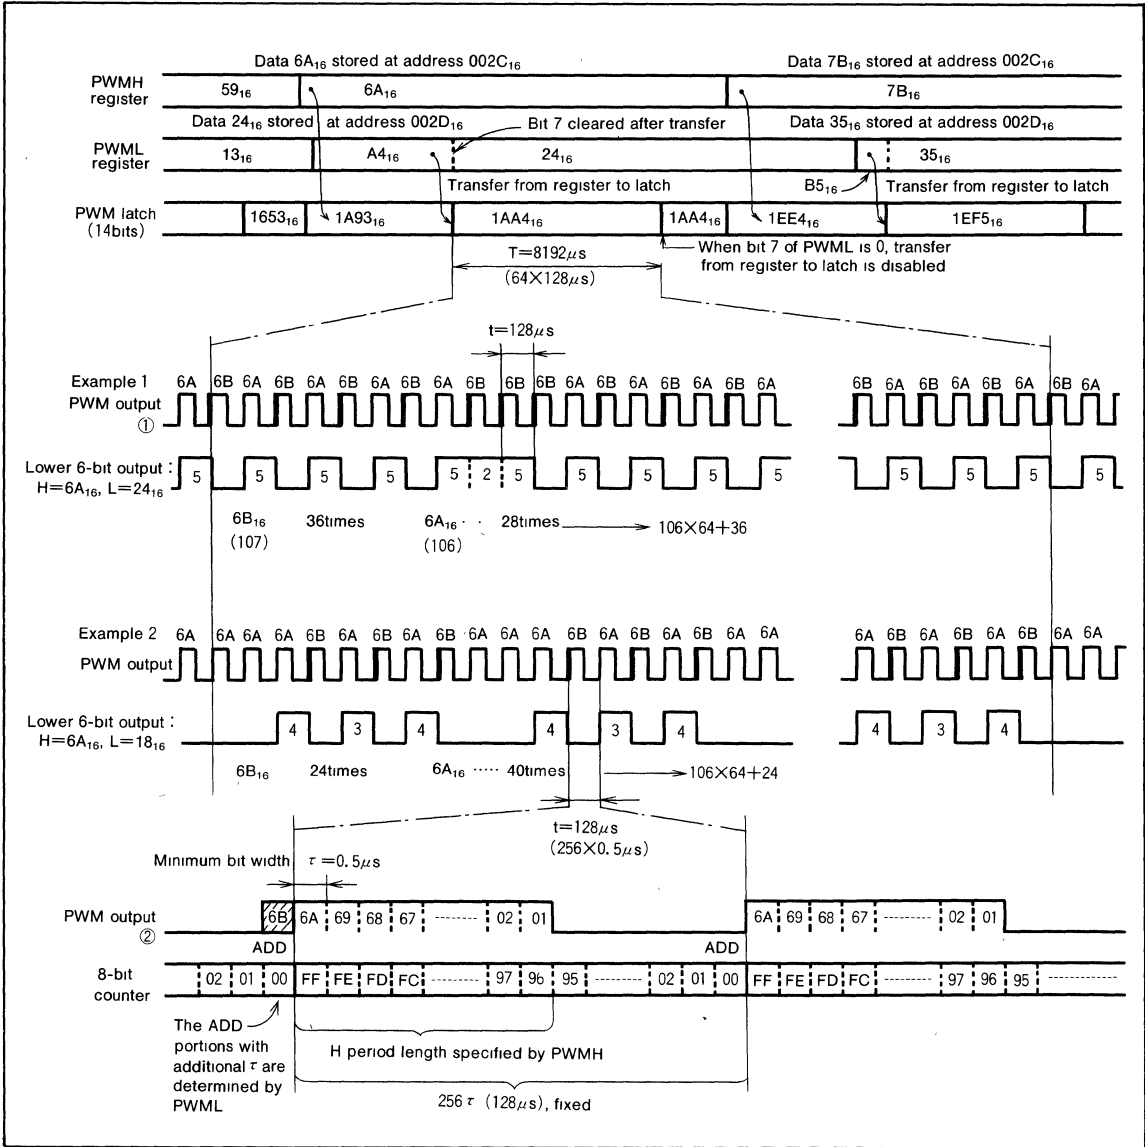 Data 6A₁₆ stored at address 002C₁₆ Data 7B₁₆ stored at address 002C₁₆
PWMH register 59₁₆ 6A₁₆ 7B₁₆
Data 24₁₆ stored at address 002D₁₆ Bit 7 cleared after transfer Data 35₁₆ stored at address 002D₁₆
PWML register 13₁₆ A4₁₆ 24₁₆ 35₁₆
Transfer from register to latch B5₁₆ Transfer from register to latch
PWM latch (14bits) 1653₁₆ 1A93₁₆ 1AA4₁₆ 1AA4₁₆ 1EE4₁₆ 1EF5₁₆
T=8192μs
(64×128μs)
When bit 7 of PWML is 0, transfer
from register to latch is disabled
t=128μs
Example 1 6A 6B 6A 6B 6A 6B 6A 6B 6A 6B 6B 6B 6A 6B 6A 6B 6A 6B 6A 6B 6A 6B 6A 6B 6A 6B 6A
PWM output
①
Lower 6-bit output :
H=6A₁₆, L=24₁₆
5 5 5 5 5 2 5 5 5 5 5 5 5 5 5
6B₁₆ 36times 6A₁₆ ·· 28times 106×64+36
(107) (106)
Example 2 6A 6A 6A 6A 6B 6A 6B 6A 6B 6A 6A 6A 6B 6A 6B 6A 6B 6A 6A 6A 6B 6A 6B 6A 6B 6A 6A
PWM output
Lower 6-bit output :
H=6A₁₆, L=18₁₆
4 3 4 4 3 4 4 3 4
6B₁₆ 24times 6A₁₆ ····· 40times 106×64+24
t=128μs
(256×0.5μs)
Minimum bit width τ=0.5μs
PWM output
②
6B 6A 69 68 67 -------- 02 01 6A 69 68 67 -------- 02 01
ADD ADD
8-bit counter 02 01 00 FF FE FD FC -------- 97 96 95 -------- 02 01 00 FF FE FD FC -------- 97 96 95 --------
The ADD
portions with
additional τ are
determined by
PWML
H period length specified by PWMH
256 τ (128μs), fixed